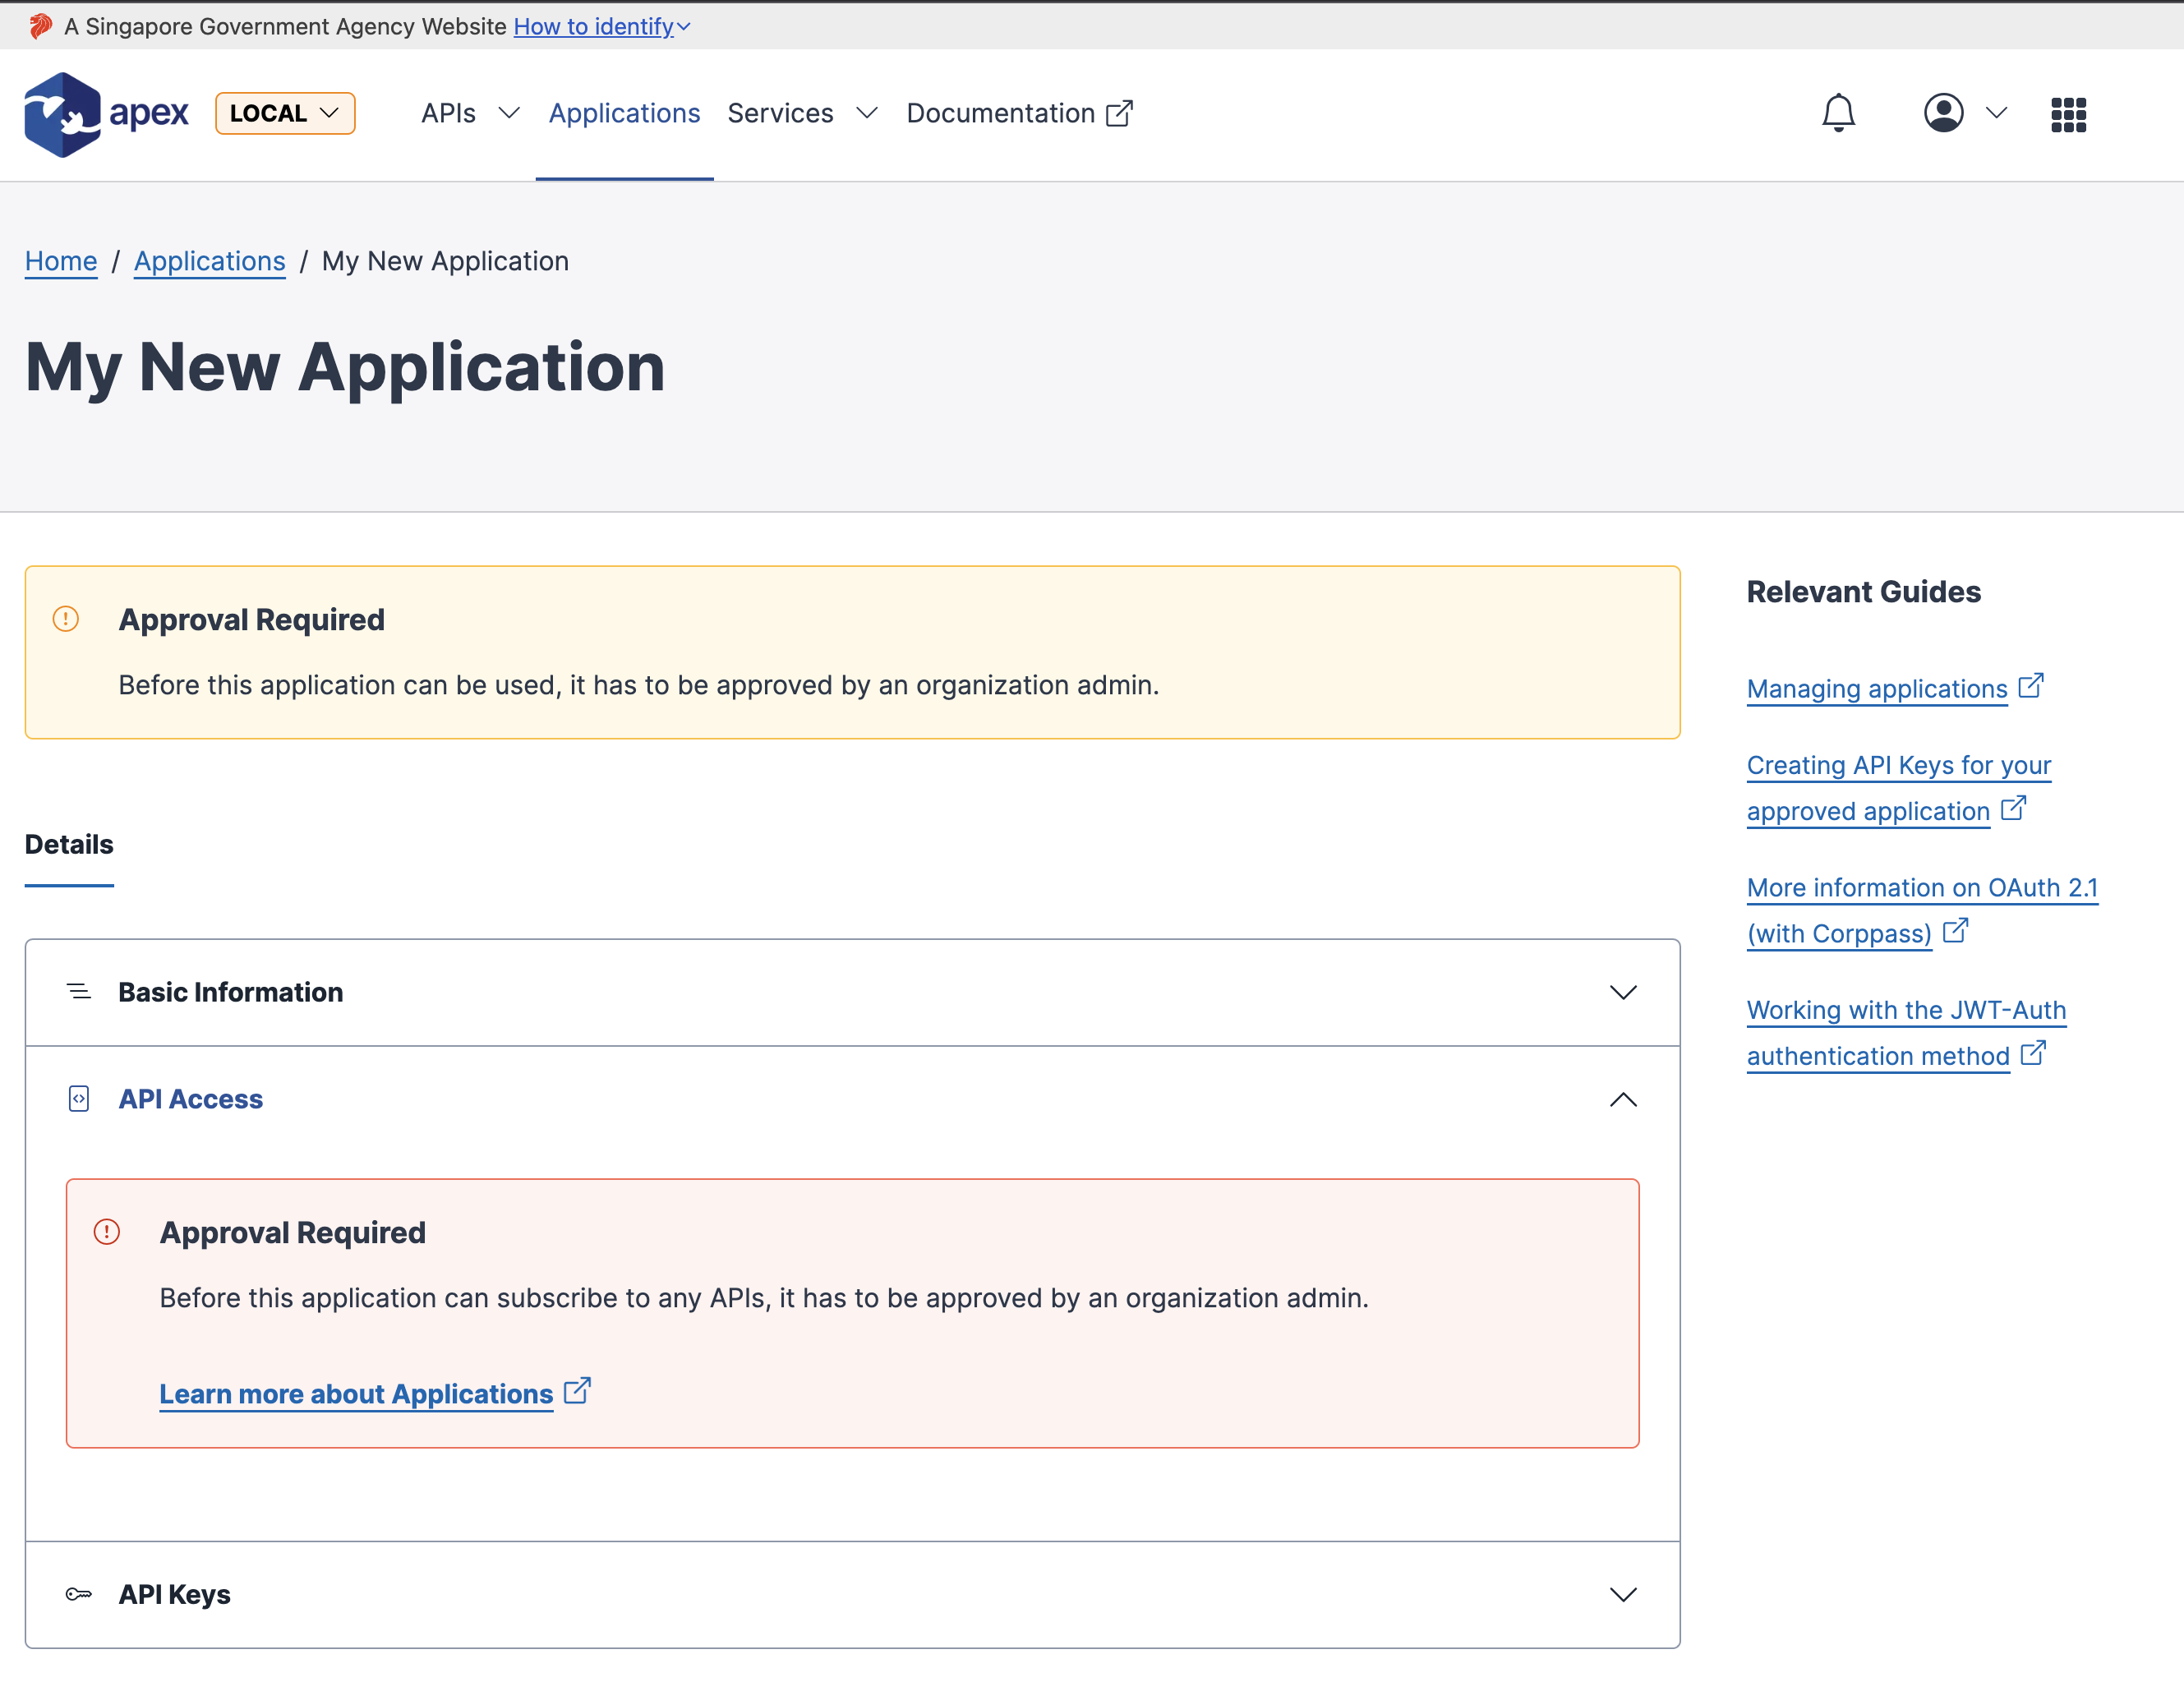 A Singapore Government Agency Website How to identify
apex LOCAL APIs Applications Services Documentation
Home / Applications / My New Application
My New Application
Approval Required
Before this application can be used, it has to be approved by an organization admin.
Details
Basic Information
API Access
Approval Required
Before this application can subscribe to any APIs, it has to be approved by an organization admin.
Learn more about Applications
API Keys
Relevant Guides
Managing applications
Creating API Keys for your
approved application
More information on OAuth 2.1
(with Corppass)
Working with the JWT-Auth
authentication method